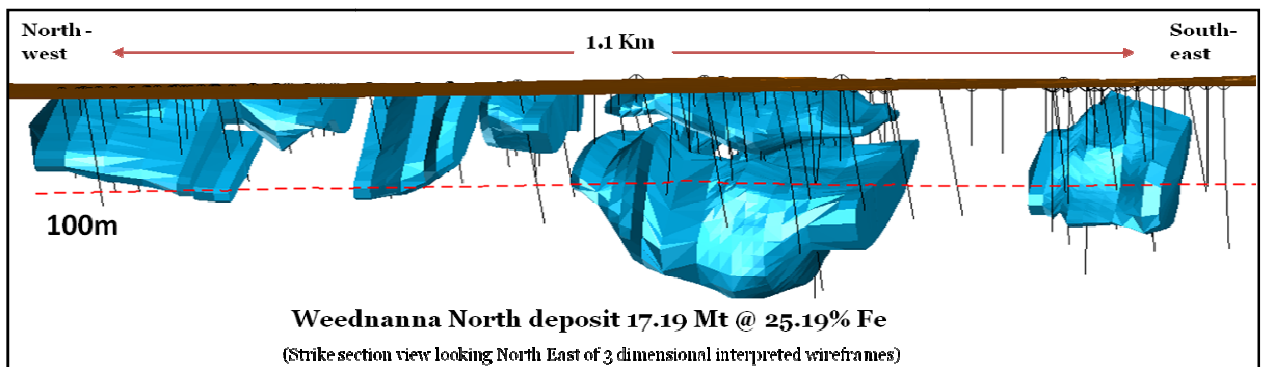 North-
west
1.1 Km
South-
east
100m
Weednanna North deposit 17.19 Mt @ 25.19% Fe
(Strike section view looking North East of 3 dimensional interpreted wireframes)